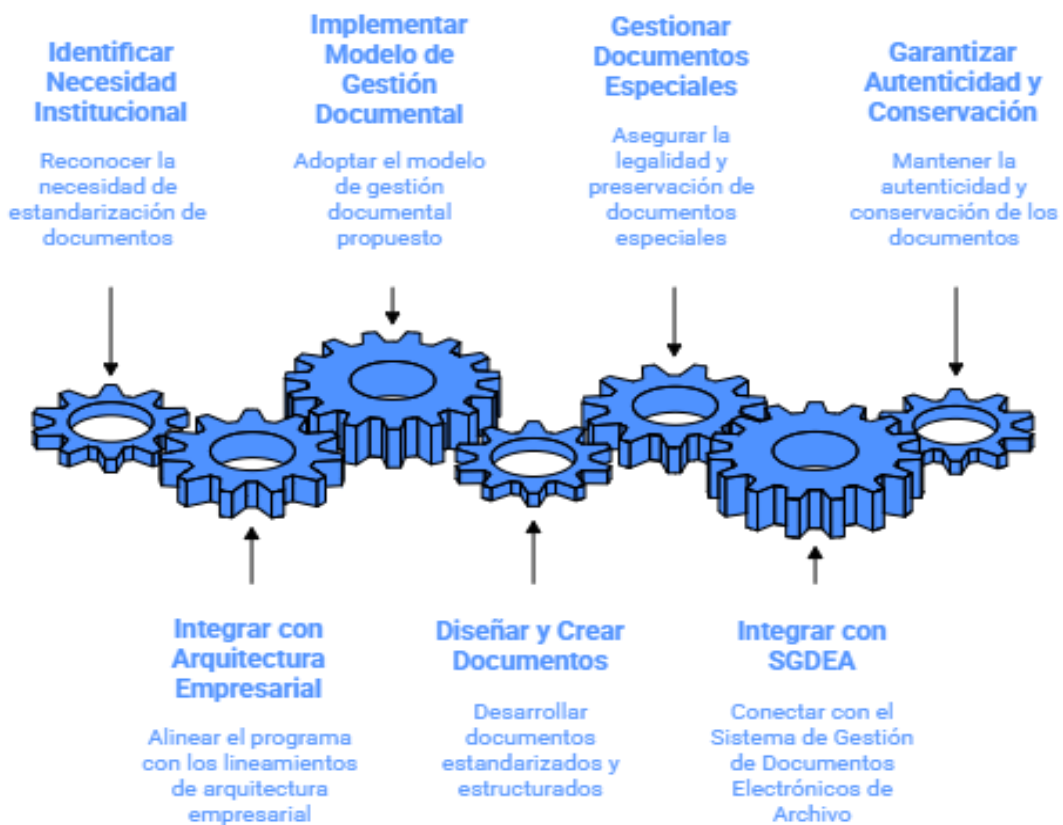 Identificar
Necesidad
Institucional
Reconocer la
necesidad de
estandarización de
documentos
Implementar
Modelo de
Gestión
Documental
Adoptar el modelo
de gestión
documental
propuesto
Gestionar
Documentos
Especiales
Asegurar la
legalidad y
preservación de
documentos
especiales
Garantizar
Autenticidad y
Conservación
Mantener la
autenticidad y
conservación de los
documentos
Integrar con
Arquitectura
Empresarial
Alinear el programa
con los lineamientos
de arquitectura
empresarial
Diseñar y Crear
Documentos
Desarrollar
documentos
estandarizados y
estructurados
Integrar con
SGDEA
Conectar con el
Sistema de Gestión
de Documentos
Electrónicos de
Archivo